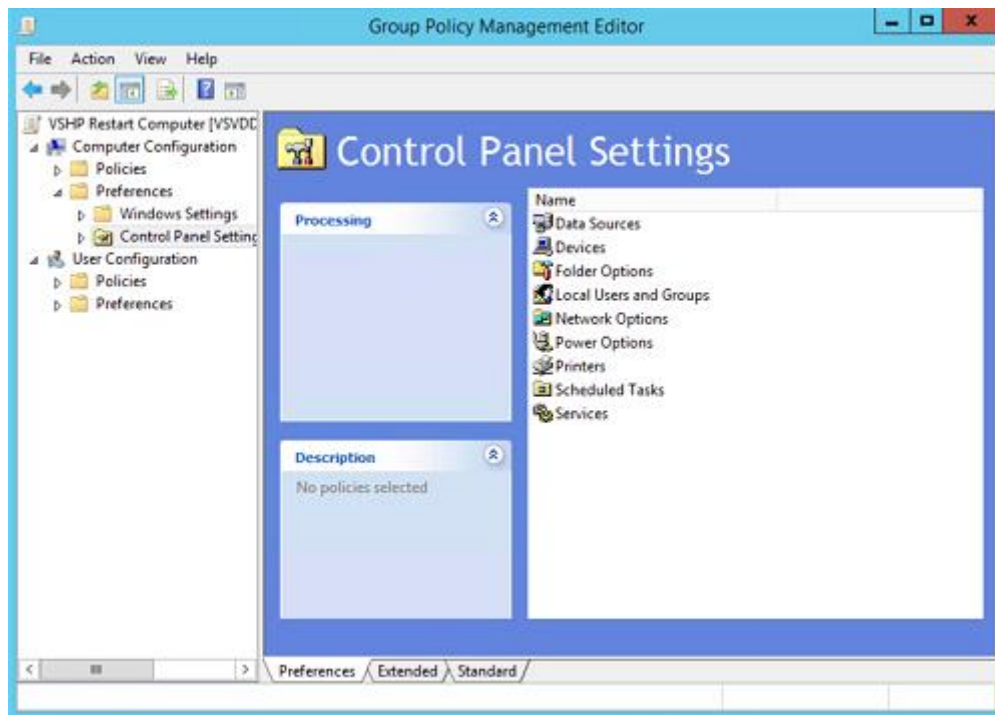 Group Policy Management Editor
File Action View Help
VSHP Restart Computer [VSVDC
Computer Configuration
Policies
Preferences
Windows Settings
Control Panel Setting
User Configuration
Policies
Preferences
Control Panel Settings
Processing
Description
No policies selected
Name
Data Sources
Devices
Folder Options
Local Users and Groups
Network Options
Power Options
Printers
Scheduled Tasks
Services
Preferences Extended Standard